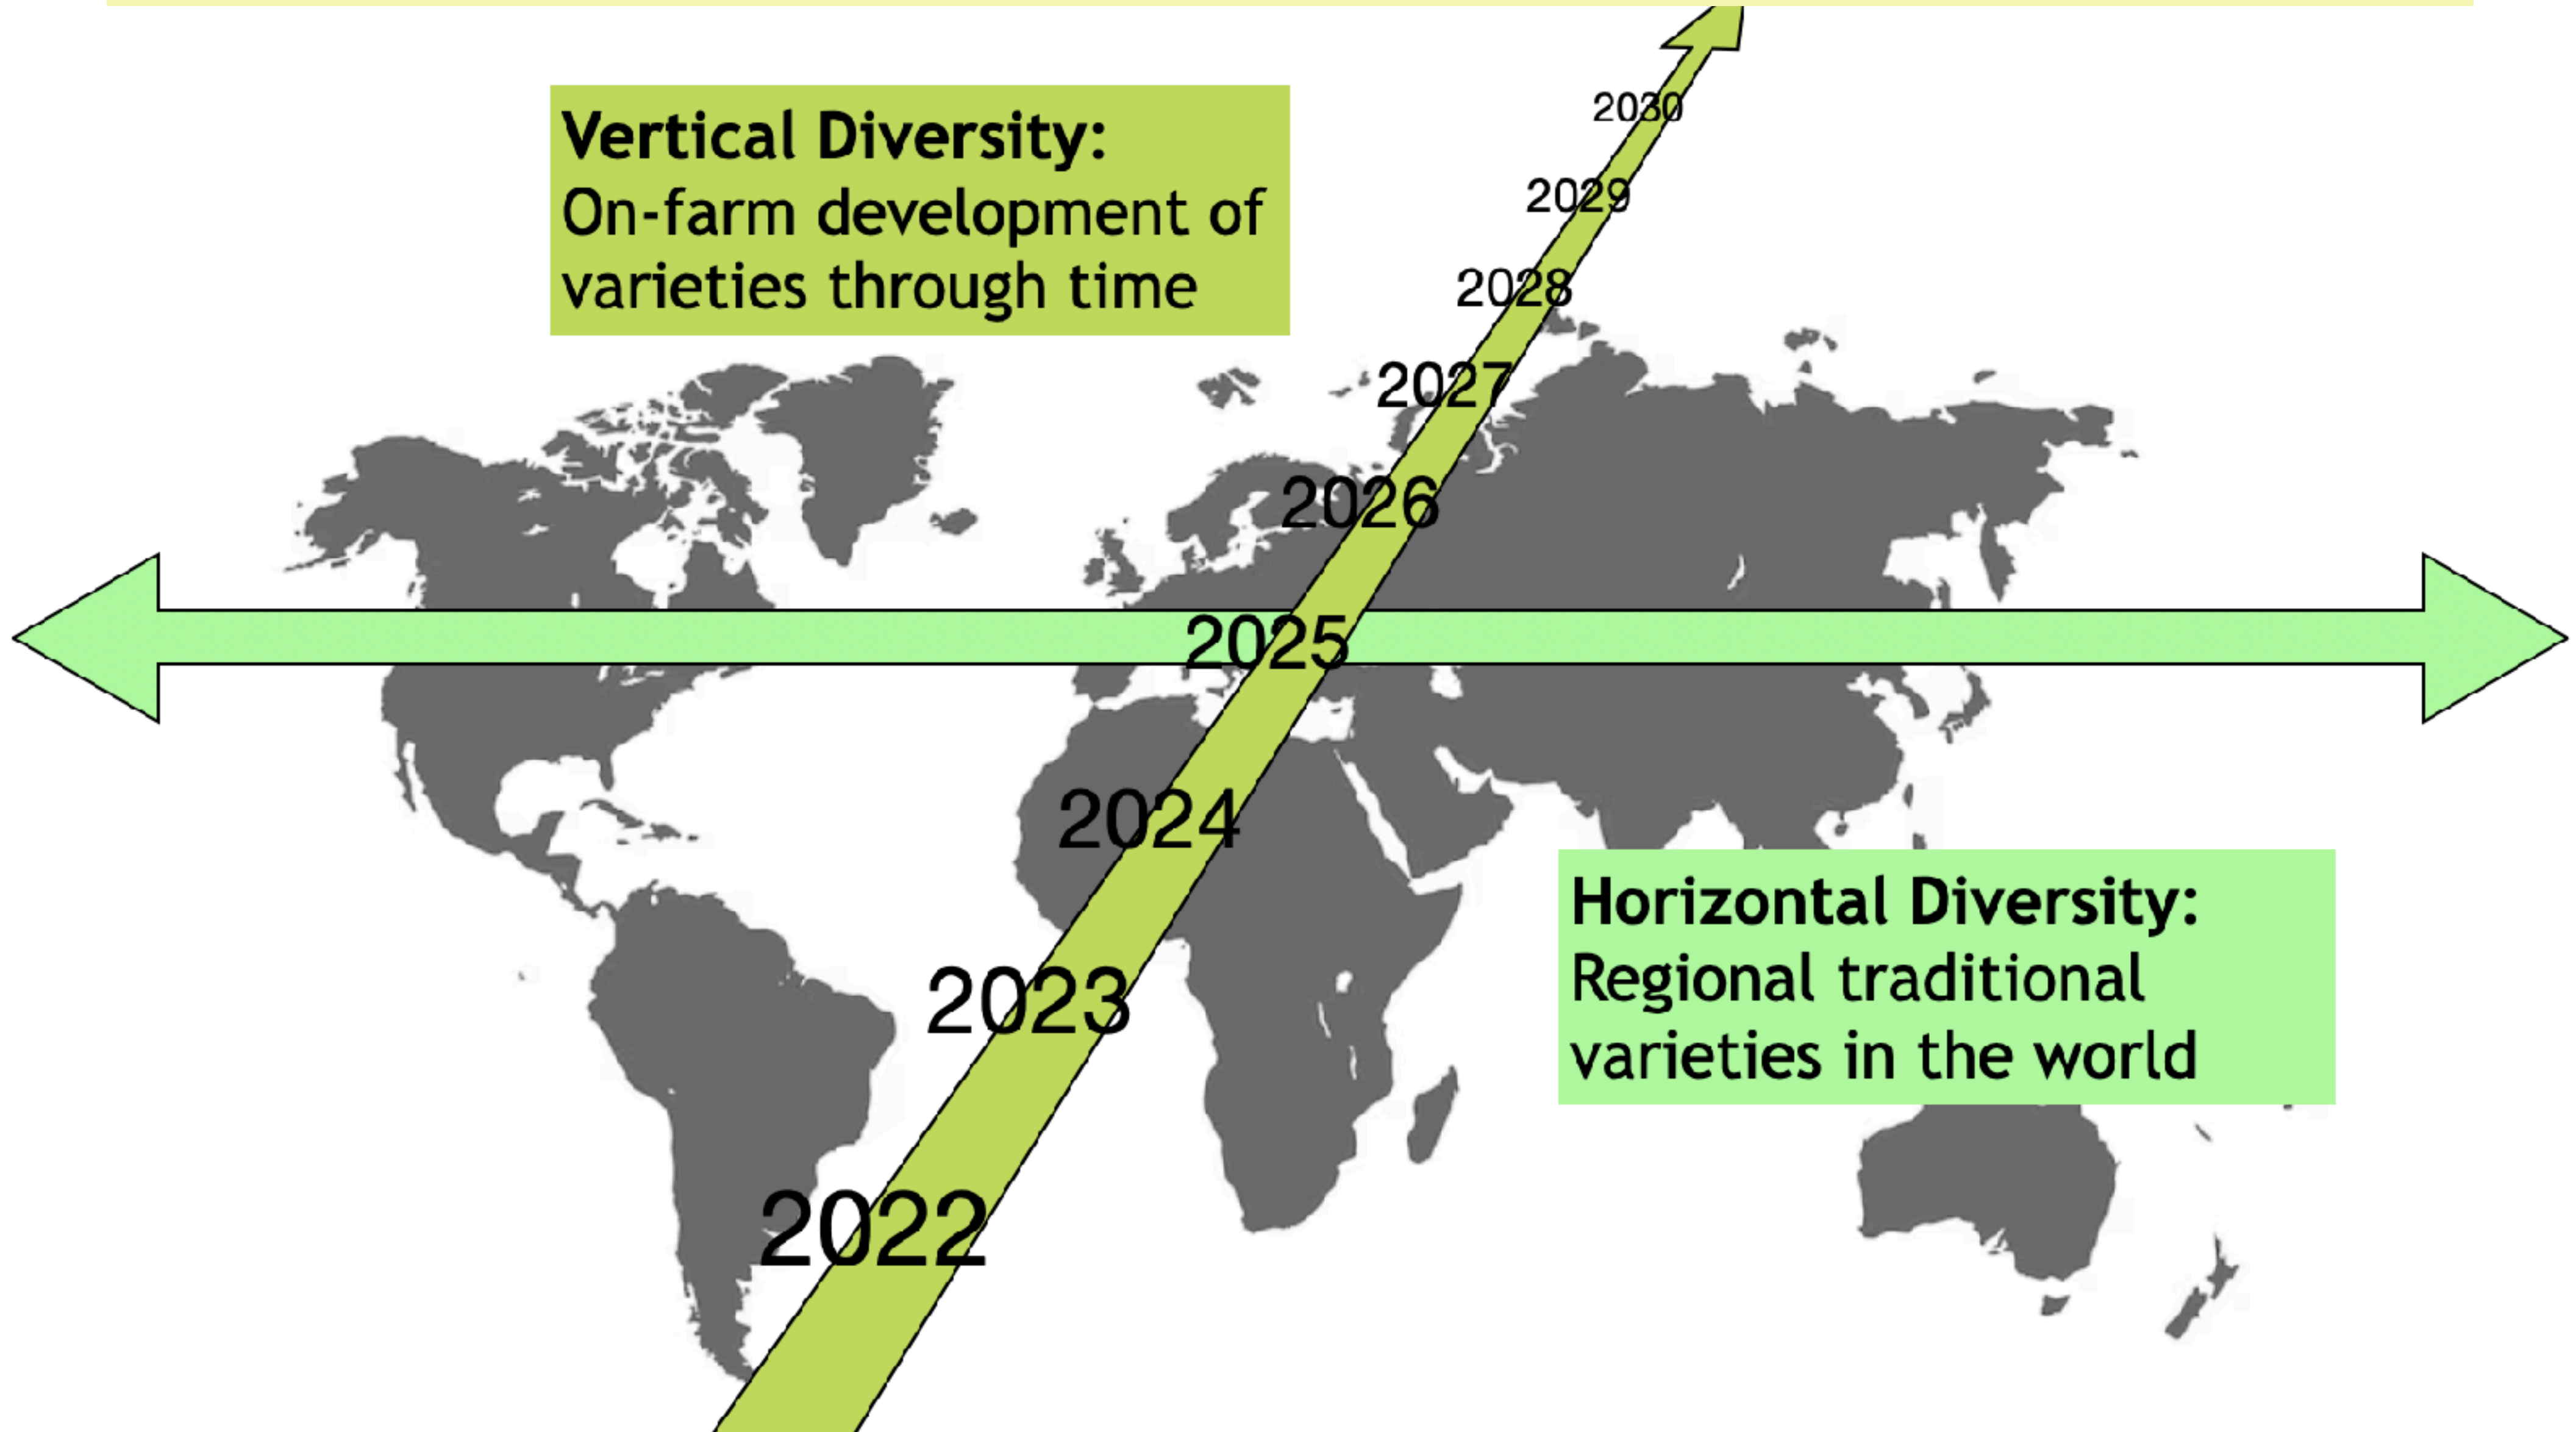 Vertical Diversity:
On-farm development of
varieties through time
2030
2029
2028
2027
2026
2025
2024
2023
2022
Horizontal Diversity:
Regional traditional
varieties in the world